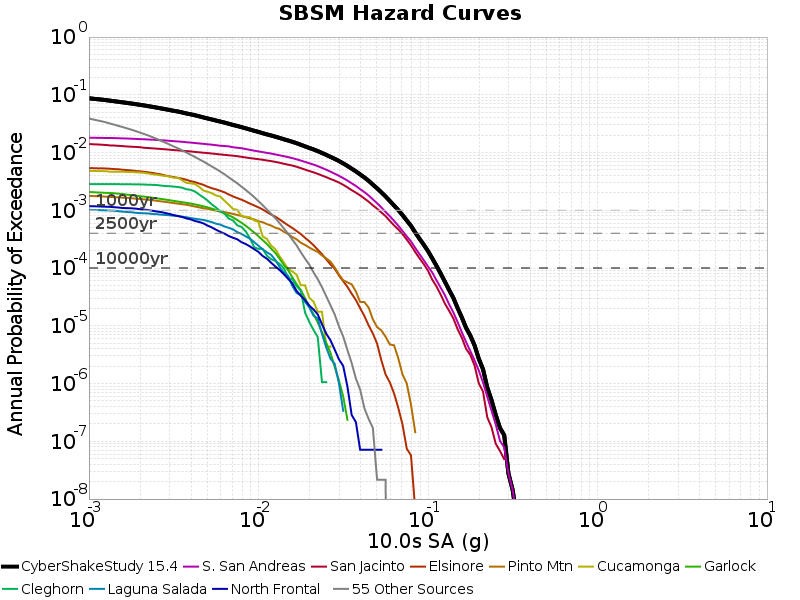 SBSM Hazard Curves
Annual Probability of Exceedance
10^0
10^-1
10^-2
10^-3
10^-4
10^-5
10^-6
10^-7
10^-8
1000yr
2500yr
10000yr
10^-3 10^-2 10^-1 10^0 10^1
10.0s SA (g)
CyberShakeStudy 15.4 S. San Andreas San Jacinto Elsinore Pinto Mtn Cucamonga Garlock
Cleghorn Laguna Salada North Frontal 55 Other Sources